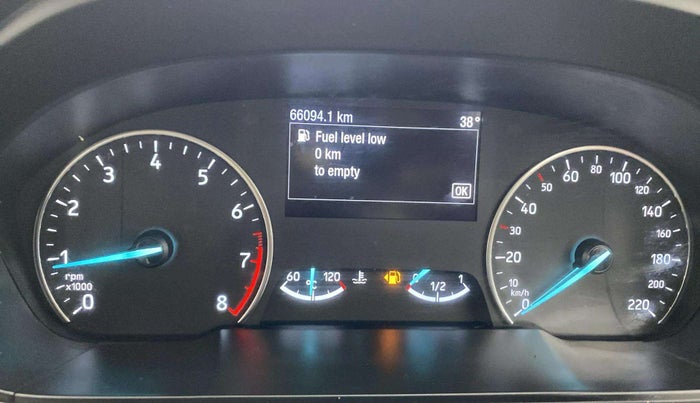 66094.1 km 38°
Fuel level low
0 km
to empty
OK
0 1 2 3 4 5 6 7 8
rpm
x1000
60 120
°C
0 1/2 1
0 10 20 30 40 50 60 80 100 120 140 160 180 200 220
km/h